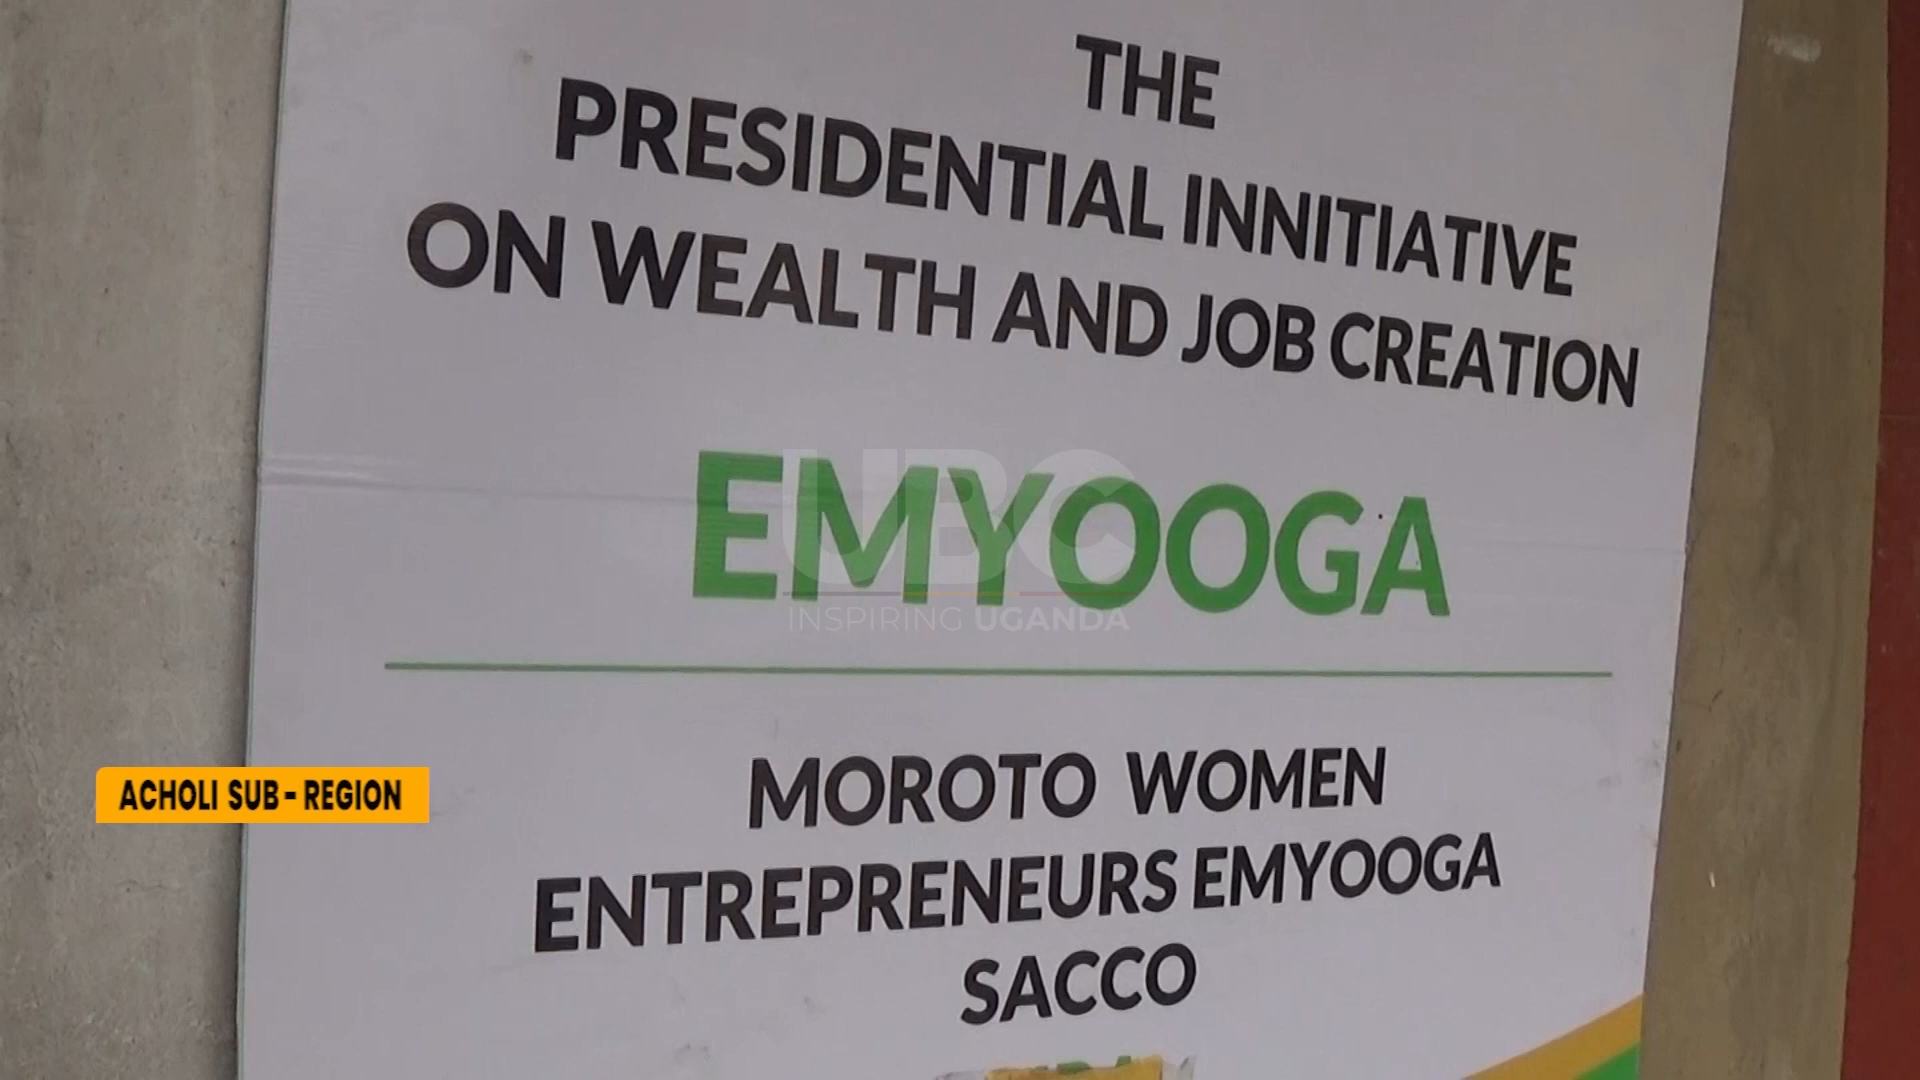 THE
PRESIDENTIAL INNITIATIVE
ON WEALTH AND JOB CREATION
EMYOOGA
UBC
INSPIRING UGANDA
MOROTO WOMEN
ENTREPRENEURS EMYOOGA
SACCO
ACHOLI SUB-REGION